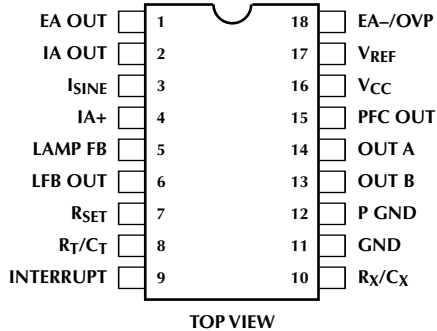 EA OUT 1 18 EA–/OVP
IA OUT 2 17 VREF
ISINE 3 16 VCC
IA+ 4 15 PFC OUT
LAMP FB 5 14 OUT A
LFB OUT 6 13 OUT B
RSET 7 12 P GND
RT/CT 8 11 GND
INTERRUPT 9 10 RX/CX
TOP VIEW